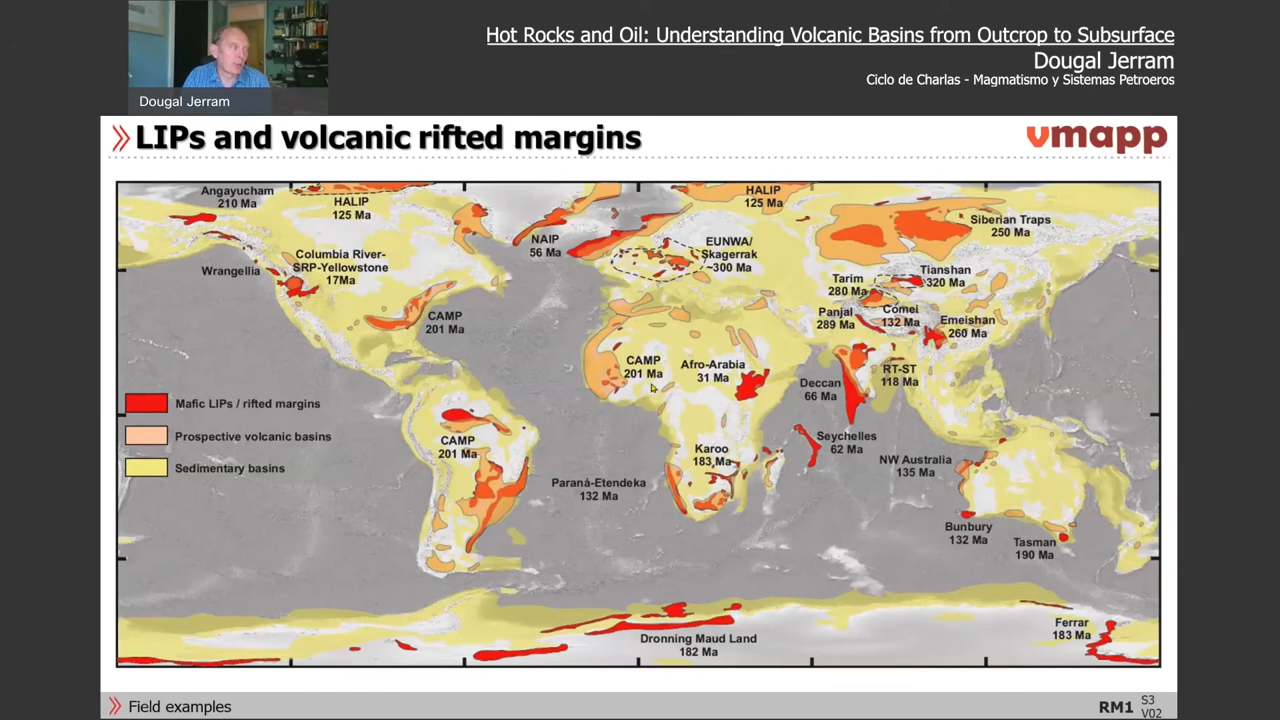 Hot Rocks and Oil: Understanding Volcanic Basins from Outcrop to Subsurface
Dougal Jerram
Ciclo de Charlas - Magmatismo y Sistemas Petroeros
Dougal Jerram
LIPs and volcanic rifted margins
vmapp
Angayucham
210 Ma
HALIP
125 Ma
HALIP
125 Ma
Siberian Traps
250 Ma
NAIP
56 Ma
EUNWA/
Skagerrak
~300 Ma
Columbia River-
SRP-Yellowstone
17Ma
Wrangellia
Tarim
280 Ma
Tianshan
320 Ma
Panjal
289 Ma
Comei
132 Ma
Emeishan
260 Ma
CAMP
201 Ma
CAMP
201 Ma
Afro-Arabia
31 Ma
Deccan
66 Ma
RT-ST
118 Ma
Mafic LIPs / rifted margins
Prospective volcanic basins
Sedimentary basins
CAMP
201 Ma
Karoo
183 Ma
Seychelles
62 Ma
NW Australia
135 Ma
Paraná-Etendeka
132 Ma
Bunbury
132 Ma
Tasman
190 Ma
Dronning Maud Land
182 Ma
Ferrar
183 Ma
Field examples
RM1
S3
V02